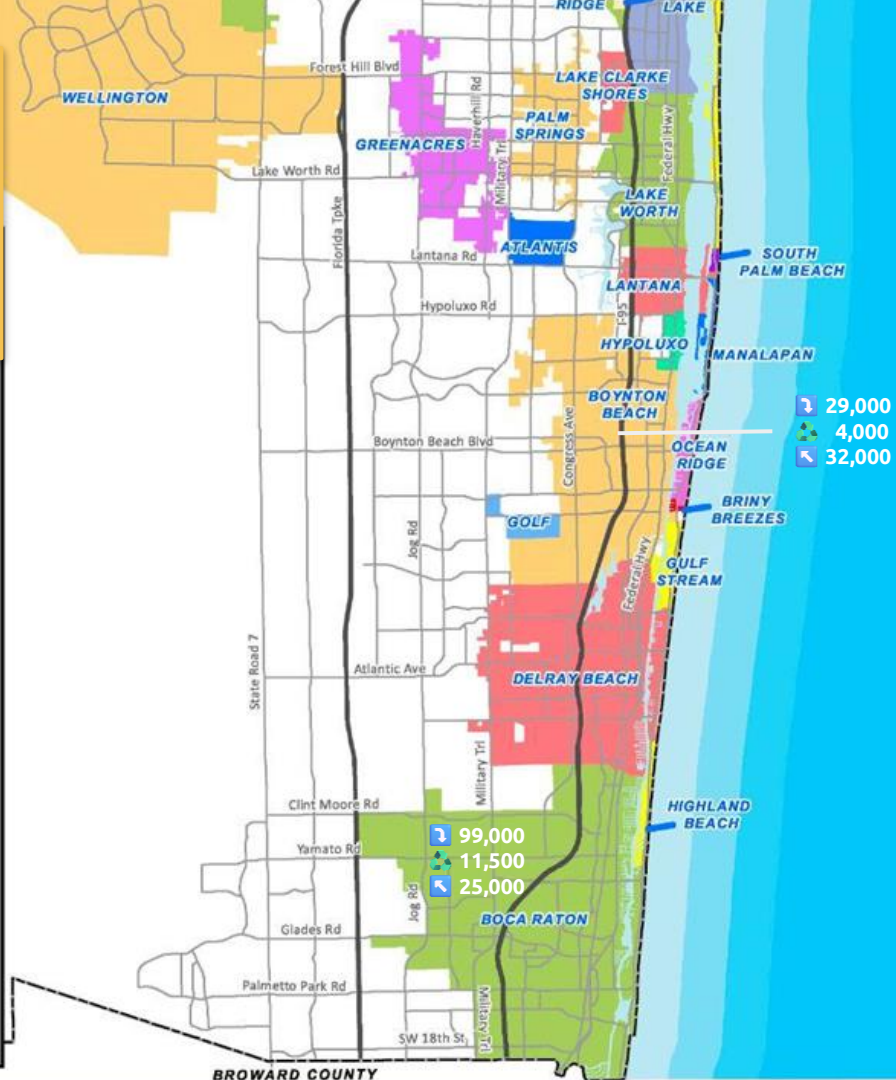 RIDGE
LAKE
Forest Hill Blvd
WELLINGTON
LAKE CLARKE
SHORES
Haverhill Rd
PALM
SPRINGS
Federal Hwy
GREENACRES
Military Trl
Lake Worth Rd
LAKE
WORTH
Florida Tpke
ATLANTIS
Lantana Rd
SOUTH
PALM BEACH
LANTANA
Hypoluxo Rd
I-95
HYPOLUXO
MANALAPAN
BOYNTON
BEACH
29,000
4,000
32,000
Congress Ave
Boynton Beach Blvd
OCEAN
RIDGE
BRINY
BREEZES
GOLF
Jog Rd
Federal Hwy
GULF
STREAM
State Road 7
Atlantic Ave
DELRAY BEACH
Military Trl
Clint Moore Rd
HIGHLAND
BEACH
99,000
11,500
25,000
Yamato Rd
Jog Rd
BOCA RATON
Glades Rd
Palmetto Park Rd
Military Trl
SW 18th St
BROWARD COUNTY